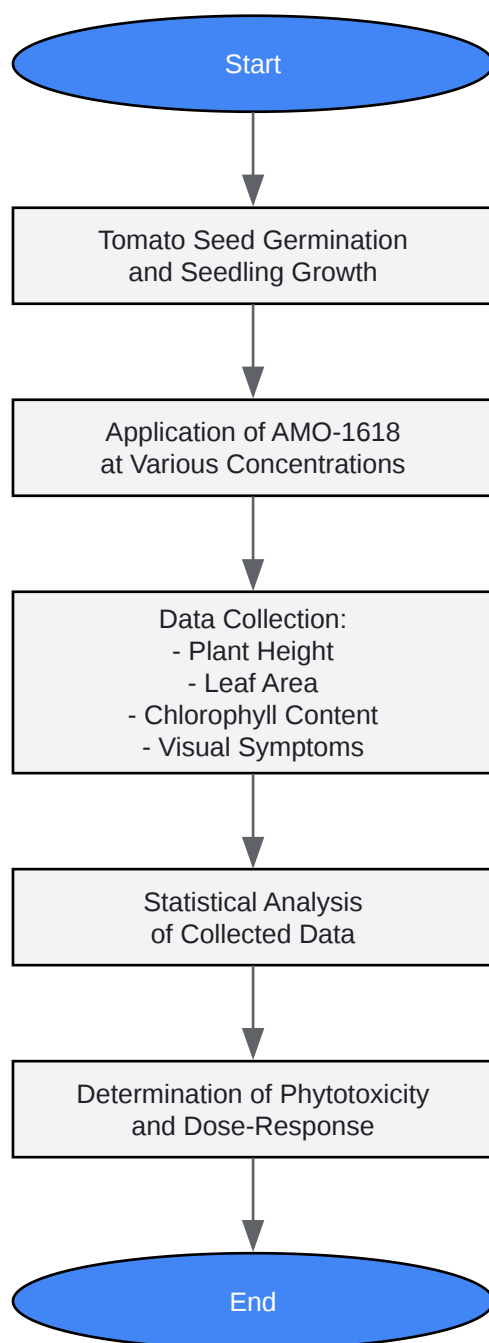 Start
Tomato Seed Germination
and Seedling Growth
Application of AMO-1618
at Various Concentrations
Data Collection:
- Plant Height
- Leaf Area
- Chlorophyll Content
- Visual Symptoms
Statistical Analysis
of Collected Data
Determination of Phytotoxicity
and Dose-Response
End